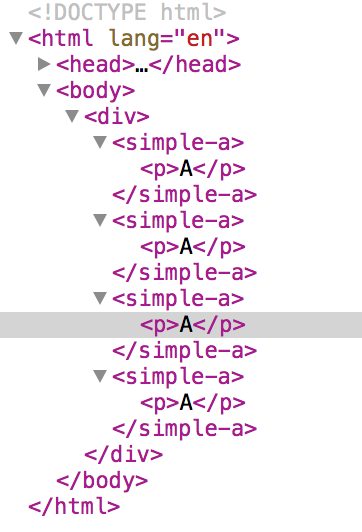 <!DOCTYPE html>
<html lang="en">
<head>…</head>
<body>
<div>
<simple-a>
<p>A</p>
</simple-a>
<simple-a>
<p>A</p>
</simple-a>
<simple-a>
<p>A</p>
</simple-a>
<simple-a>
<p>A</p>
</simple-a>
</div>
</body>
</html>